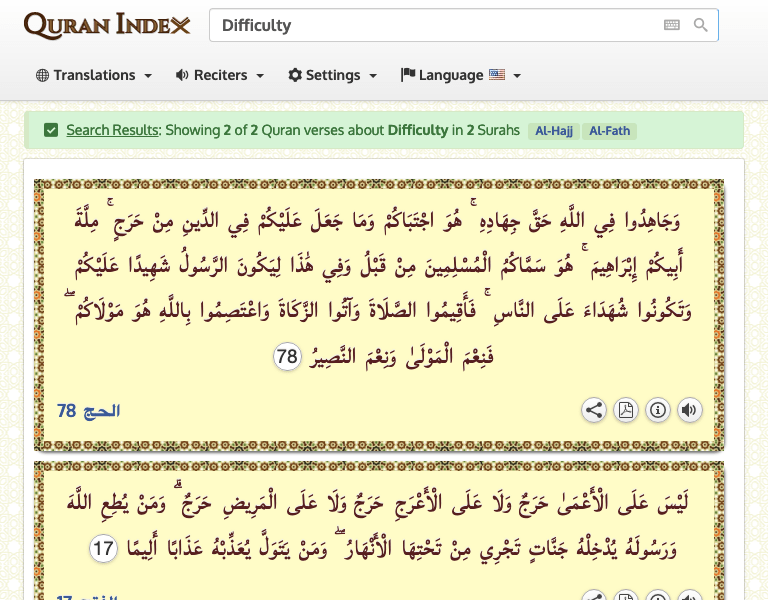 QURAN INDEX
Difficulty
Translations Reciters Settings Language
Search Results: Showing 2 of 2 Quran verses about Difficulty in 2 Surahs Al-Hajj Al-Fath
وَجَاهِدُوا فِي اللَّهِ حَقَّ جِهَادِهِ ۚ هُوَ اجْتَبَاكُمْ وَمَا جَعَلَ عَلَيْكُمْ فِي الدِّينِ مِنْ حَرَجٍ ۚ مِلَّةَ
أَبِيكُمْ إِبْرَاهِيمَ ۚ هُوَ سَمَّاكُمُ الْمُسْلِمِينَ مِنْ قَبْلُ وَفِي هَٰذَا لِيَكُونَ الرَّسُولُ شَهِيدًا عَلَيْكُمْ
وَتَكُونُوا شُهَدَاءَ عَلَى النَّاسِ ۚ فَأَقِيمُوا الصَّلَاةَ وَآتُوا الزَّكَاةَ وَاعْتَصِمُوا بِاللَّهِ هُوَ مَوْلَاكُمْ ۖ
فَنِعْمَ الْمَوْلَىٰ وَنِعْمَ النَّصِيرُ 78
الحج 78
لَيْسَ عَلَى الْأَعْمَىٰ حَرَجٌ وَلَا عَلَى الْأَعْرَجِ حَرَجٌ وَلَا عَلَى الْمَرِيضِ حَرَجٌ ۗ وَمَنْ يُطِعِ اللَّهَ
وَرَسُولَهُ يُدْخِلْهُ جَنَّاتٍ تَجْرِي مِنْ تَحْتِهَا الْأَنْهَارُ ۖ وَمَنْ يَتَوَلَّ يُعَذِّبْهُ عَذَابًا أَلِيمًا 17
الفتح 17